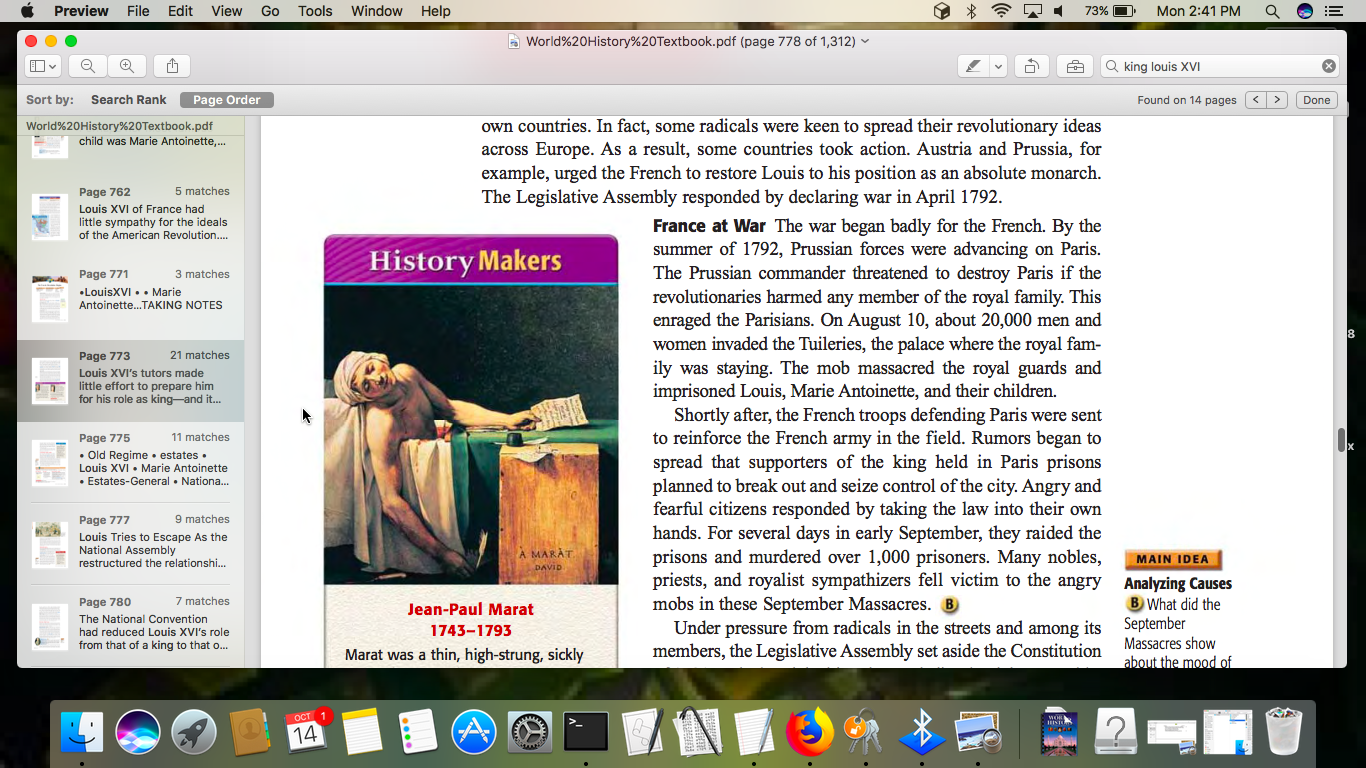 Preview File Edit View Go Tools Window Help
73% Mon 2:41 PM
World%20History%20Textbook.pdf (page 778 of 1,312)
king louis XVI
Sort by: Search Rank Page Order
Found on 14 pages < > Done
World%20History%20Textbook.pdf
child was Marie Antoinette,...
Page 762 5 matches
Louis XVI of France had
little sympathy for the ideals
of the American Revolution....
Page 771 3 matches
•LouisXVI • • Marie
Antoinette...TAKING NOTES
Page 773 21 matches
Louis XVI's tutors made
little effort to prepare him
for his role as king—and it...
Page 775 11 matches
• Old Regime • estates •
Louis XVI • Marie Antoinette
• Estates-General • Nationa...
Page 777 9 matches
Louis Tries to Escape As the
National Assembly
restructured the relationshi...
Page 780 7 matches
The National Convention
had reduced Louis XVI's role
from that of a king to that o...
own countries. In fact, some radicals were keen to spread their revolutionary ideas
across Europe. As a result, some countries took action. Austria and Prussia, for
example, urged the French to restore Louis to his position as an absolute monarch.
The Legislative Assembly responded by declaring war in April 1792.
History Makers
À MARÀT
DAVID
Jean-Paul Marat
1743–1793
Marat was a thin, high-strung, sickly
France at War The war began badly for the French. By the
summer of 1792, Prussian forces were advancing on Paris.
The Prussian commander threatened to destroy Paris if the
revolutionaries harmed any member of the royal family. This
enraged the Parisians. On August 10, about 20,000 men and
women invaded the Tuileries, the palace where the royal fam-
ily was staying. The mob massacred the royal guards and
imprisoned Louis, Marie Antoinette, and their children.
Shortly after, the French troops defending Paris were sent
to reinforce the French army in the field. Rumors began to
spread that supporters of the king held in Paris prisons
planned to break out and seize control of the city. Angry and
fearful citizens responded by taking the law into their own
hands. For several days in early September, they raided the
prisons and murdered over 1,000 prisoners. Many nobles,
priests, and royalist sympathizers fell victim to the angry
mobs in these September Massacres. B
Under pressure from radicals in the streets and among its
members, the Legislative Assembly set aside the Constitution
MAIN IDEA
Analyzing Causes
B What did the
September
Massacres show
about the mood of
8
x
OCT 1
14